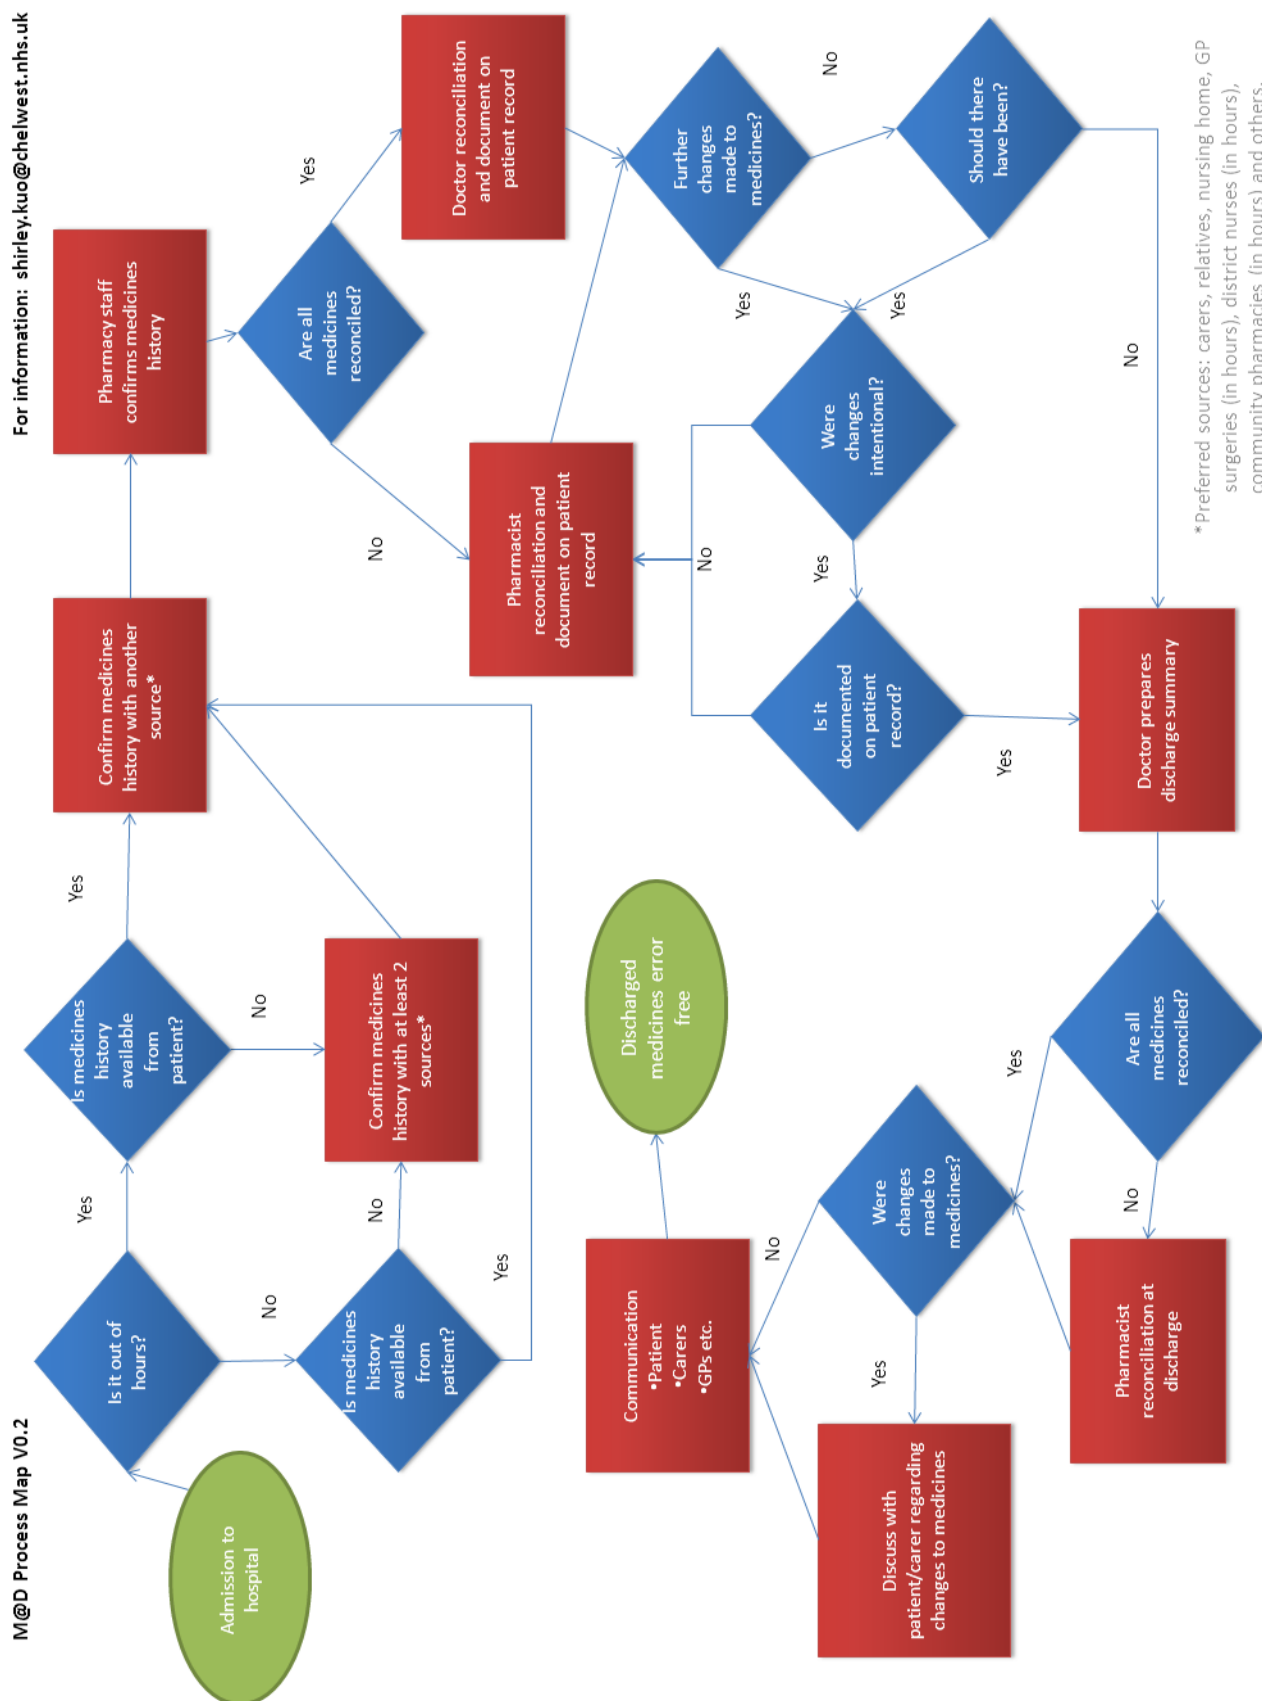 M@D Process Map V0.2
For information: shirley.kuo@chelwest.nhs.uk
Admission to
hospital
Is it out of
hours?
Yes
No
Is medicines
history
available
from
patient?
Yes
No
Is medicines
history
available
from
patient?
No
Yes
Confirm medicines
history with at least 2
sources*
Confirm medicines
history with another
source*
Pharmacy staff
confirms medicines
history
Are all
medicines
reconciled?
Yes
No
Doctor reconciliation
and document on
patient record
Pharmacist
reconciliation and
document on patient
record
Further
changes
made to
medicines?
No
Yes
Should there
have been?
Yes
No
Were
changes
intentional?
No
Yes
Is it
documented
on patient
record?
Yes
Doctor prepares
discharge summary
Are all
medicines
reconciled?
Yes
No
Pharmacist
reconciliation at
discharge
Were
changes
made to
medicines?
No
Yes
Discuss with
patient/carer regarding
changes to medicines
Communication
•Patient
•Carers
•GPs etc.
Discharged
medicines error
free
*Preferred sources: carers, relatives, nursing home, GP
surgeries (in hours), district nurses (in hours),
community pharmacies (in hours) and others.